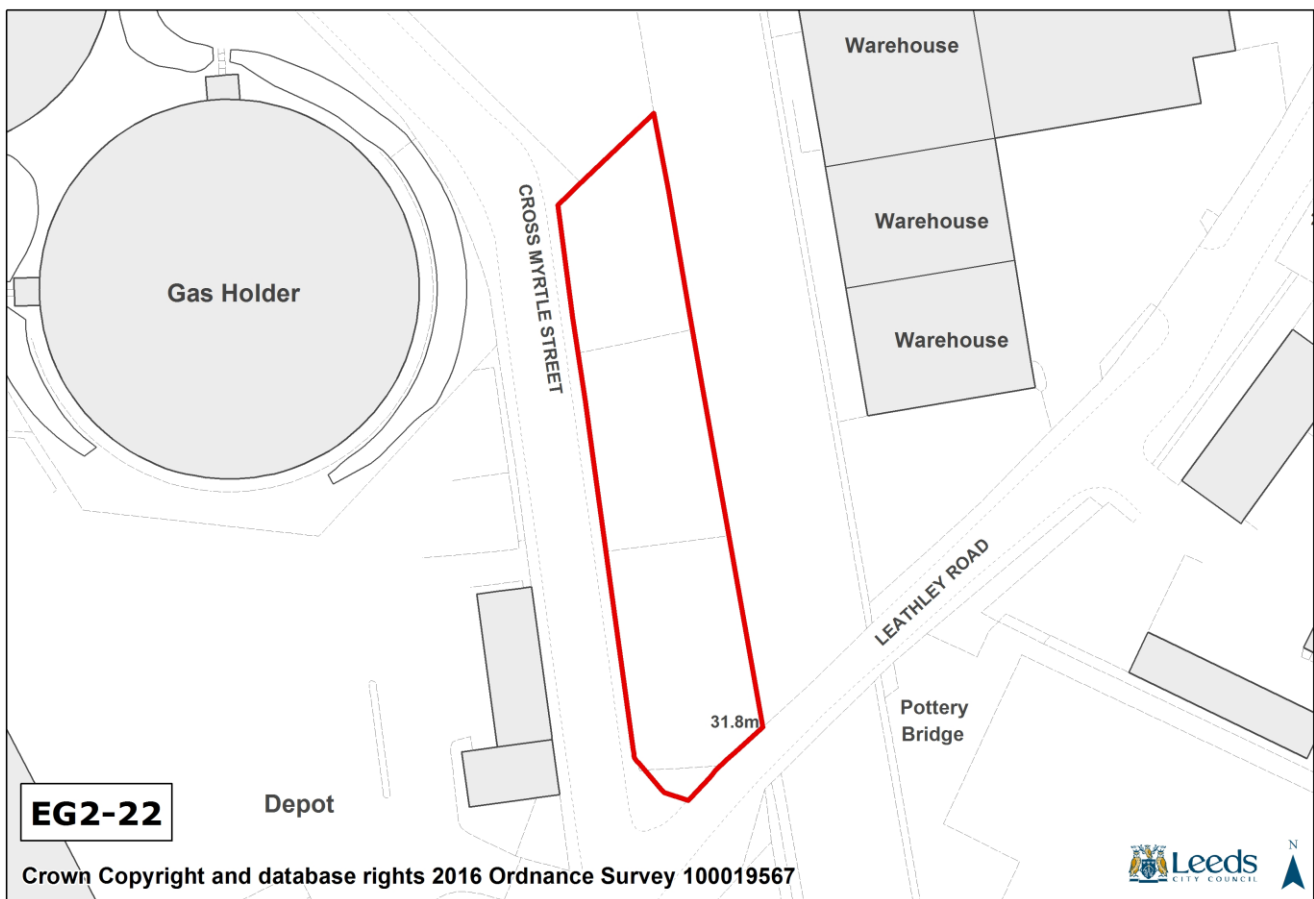 Warehouse
CROSS MYRTLE STREET
Warehouse
Gas Holder
Warehouse
LEATHLEY ROAD
31.8m
Pottery
Bridge
EG2-22
Depot
Crown Copyright and database rights 2016 Ordnance Survey 100019567
Leeds
CITY COUNCIL
N